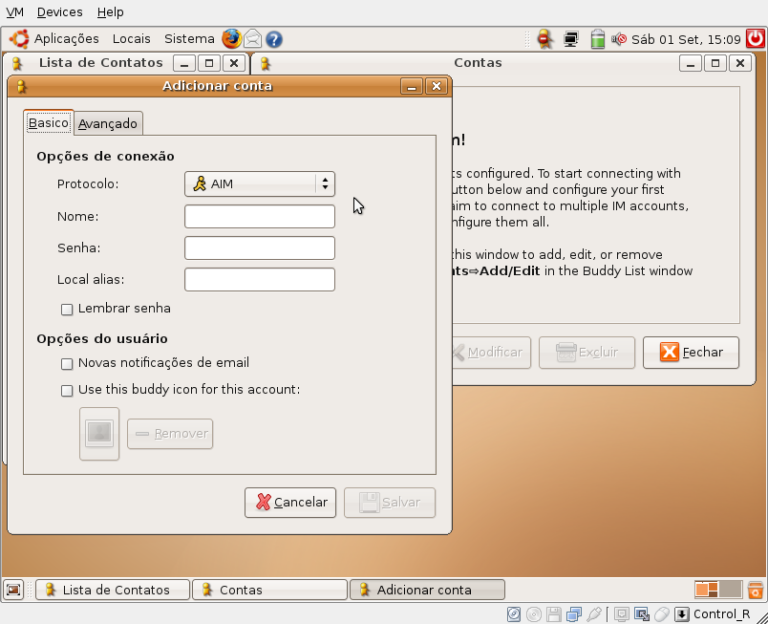 VM Devices Help
Aplicações Locais Sistema Sáb 01 Set, 15:09
Lista de Contatos
Contas
Adicionar conta
Basico Avançado
Opções de conexão
Protocolo: AIM
Nome:
Senha:
Local alias:
Lembrar senha
Opções do usuário
Novas notificações de email
Use this buddy icon for this account:
Remover
Cancelar Salvar
m!
ts configured. To start connecting with
utton below and configure your first
aim to connect to multiple IM accounts,
nfigure them all.
this window to add, edit, or remove
nts⇨Add/Edit in the Buddy List window
Modificar Excluir Fechar
Lista de Contatos Contas Adicionar conta
Control_R